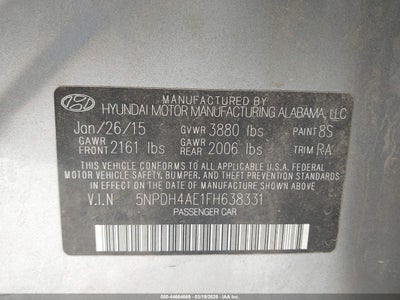 MANUFACTURED BY
HYUNDAI MOTOR MANUFACTURING ALABAMA, LLC
Jan/26/15 GVWR 3880 lbs PAINT 8S
GAWR FRONT 2161 lbs GAWR REAR 2006 lbs TRIM RA
THIS VEHICLE CONFORMS TO ALL APPLICABLE U.S.A. FEDERAL
MOTOR VEHICLE SAFETY, BUMPER, AND THEFT PREVENTION
STANDARDS IN EFFECT ON THE DATE OF MANUFACTURE SHOWN ABOVE.
V.I.N 5NPDH4AE1FH638331
PASSENGER CAR